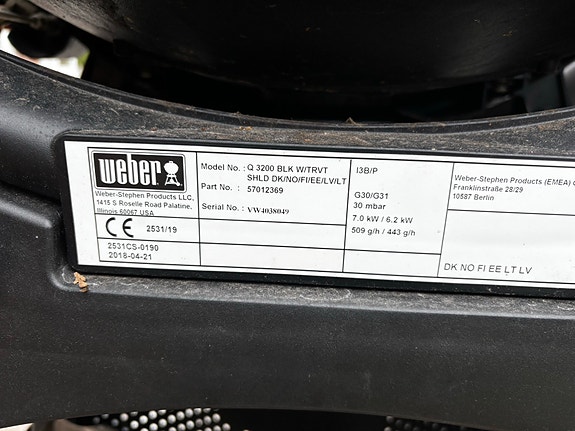 weber
Weber-Stephen Products LLC,
1415 S Roselle Road Palatine,
Illinois 60067 USA
CE 2531/19
2531CS-0190
2018-04-21
Model No. : Q 3200 BLK W/TRVT
SHLD DK/NO/FI/EE/LV/LT
Part No. : 57012369
Serial No. : VW4038049
I3B/P
G30/G31
30 mbar
7.0 kW / 6.2 kW
509 g/h / 443 g/h
Weber-Stephen Products (EMEA)
Franklinstraße 28/29
10587 Berlin
DK NO FI EE LT LV